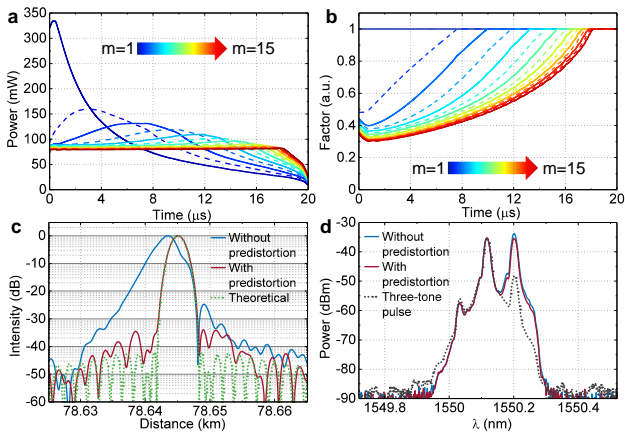 a
350
300
250
200
150
100
50
0
Power (mW)
m=1
m=15
0
4
8
12
16
20
Time (μs)
b
1
0.8
0.6
0.4
0.2
0
Factor (a.u.)
m=1
m=15
0
4
8
12
16
20
Time (μs)
c
0
-10
-20
-30
-40
-50
-60
Intensity (dB)
Without
predistortion
With
predistortion
Theoretical
78.63
78.64
78.65
78.66
Distance (km)
d
-30
-40
-50
-60
-70
-80
-90
Power (dBm)
Without
predistortion
With
predistortion
Three-tone
pulse
1549.8
1550
1550.2
1550.4
λ (nm)